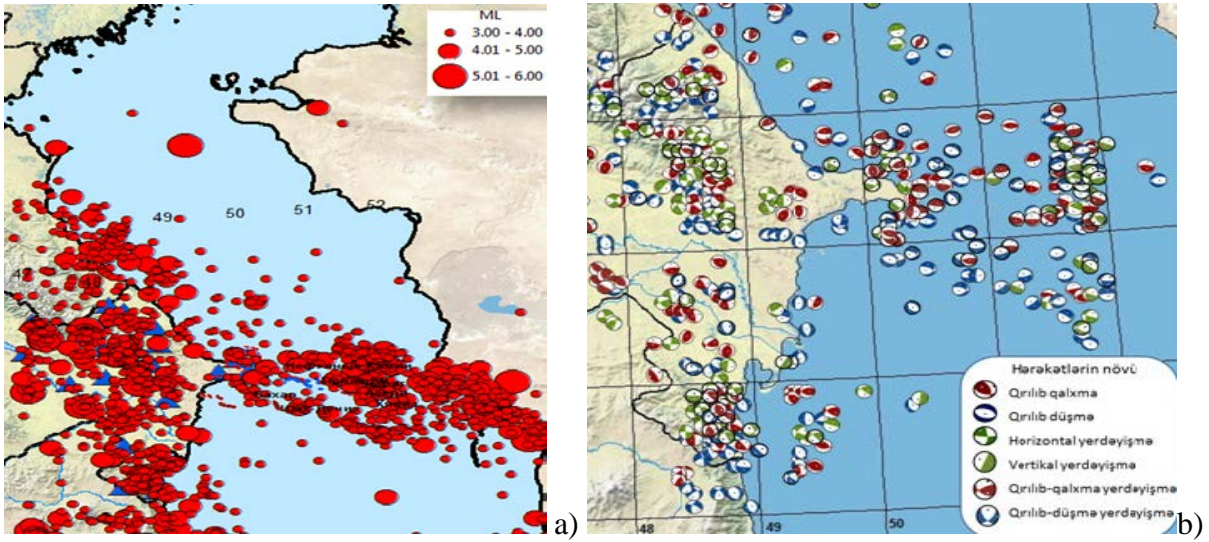 ML
3.00 - 4.00
4.01 - 5.00
5.01 - 6.00
49
50
51
52
a)
Hərəkətlərin növü
Qırılıb qalxma
Qırılıb düşmə
Horizontal yerdəyişmə
Vertikal yerdəyişmə
Qırılıb-qalxma yerdəyişmə
Qırılıb-düşmə yerdəyişmə
48
49
50
b)